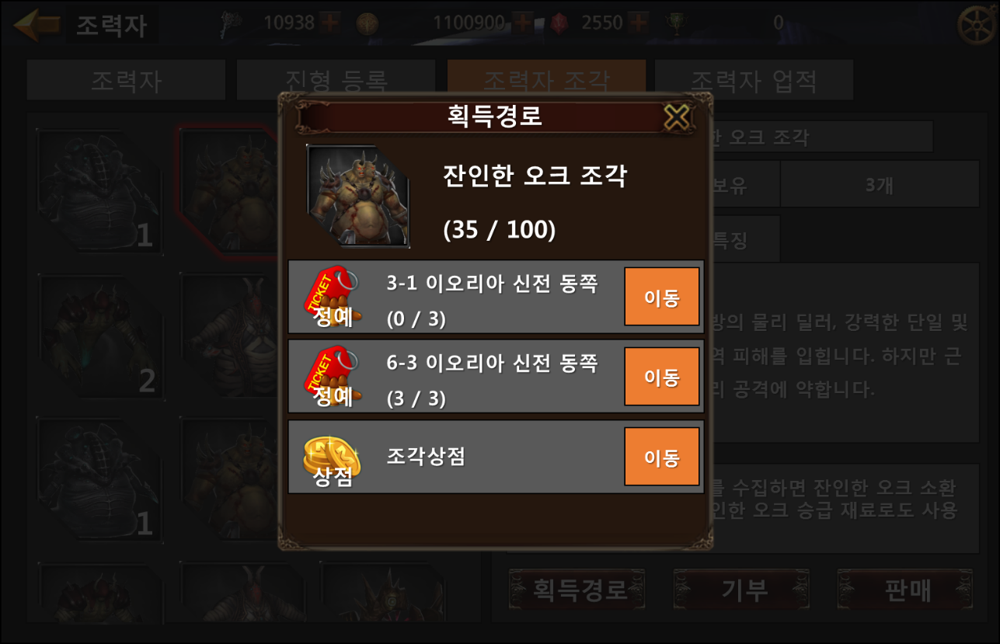 조력자
10938
1100900
2550
0
조력자
진형 등록
조력자 조각
조력자 업적
획득경로
잔인한 오크 조각
(35 / 100)
TICKET
정예
3-1 이오리아 신전 동쪽
(0 / 3)
이동
TICKET
정예
6-3 이오리아 신전 동쪽
(3 / 3)
이동
상점
조각상점
이동
1
2
1
한 오크 조각
보유
3개
특징
방의 물리 딜러, 강력한 단일 및
역 피해를 입힙니다. 하지만 근
리 공격에 약합니다.
를 수집하면 잔인한 오크 소환
인한 오크 승급 재료로도 사용
획득경로
기부
판매